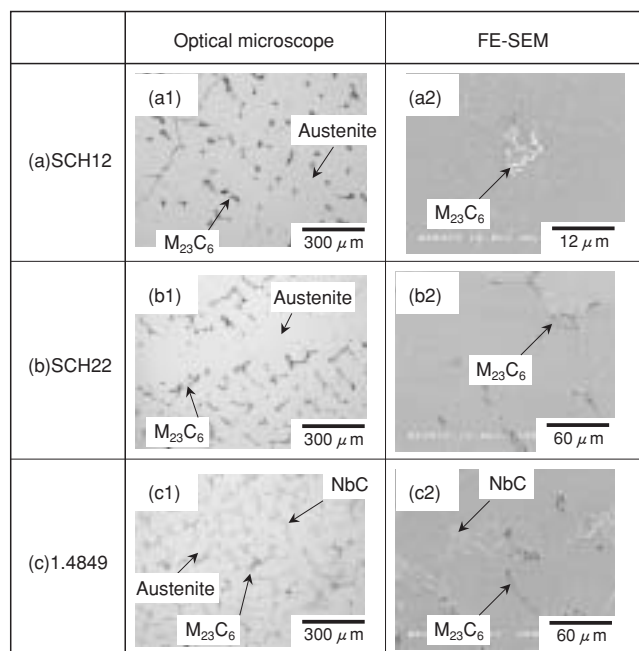 Optical microscope
FE-SEM
(a)SCH12
(a1)
Austenite
M₂₃C₆
300 μm
(a2)
M₂₃C₆
12 μm
(b)SCH22
(b1)
Austenite
M₂₃C₆
300 μm
(b2)
M₂₃C₆
60 μm
(c)1.4849
(c1)
NbC
Austenite
M₂₃C₆
300 μm
(c2)
NbC
M₂₃C₆
60 μm